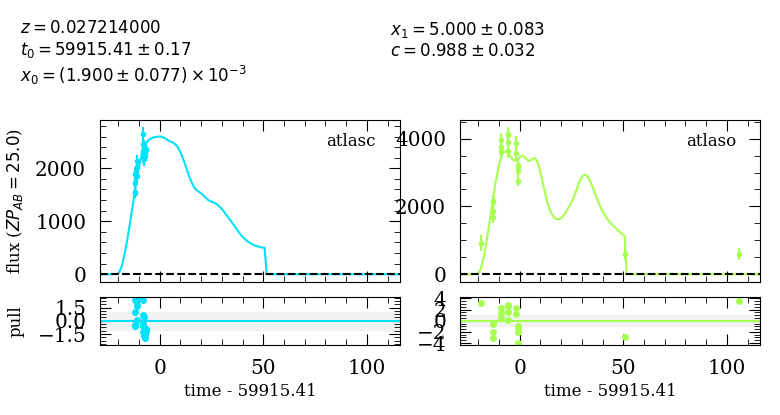 z = 0.027214000
t₀ = 59915.41 ± 0.17
x₀ = (1.900 ± 0.077) × 10⁻³
x₁ = 5.000 ± 0.083
c = 0.988 ± 0.032
flux (ZP_AB = 25.0)
2000
1000
0
atlasc
4000
2000
0
atlaso
pull
1.5
0.0
−1.5
4
2
0
−2
−4
0 50 100
0 50 100
time - 59915.41
time - 59915.41